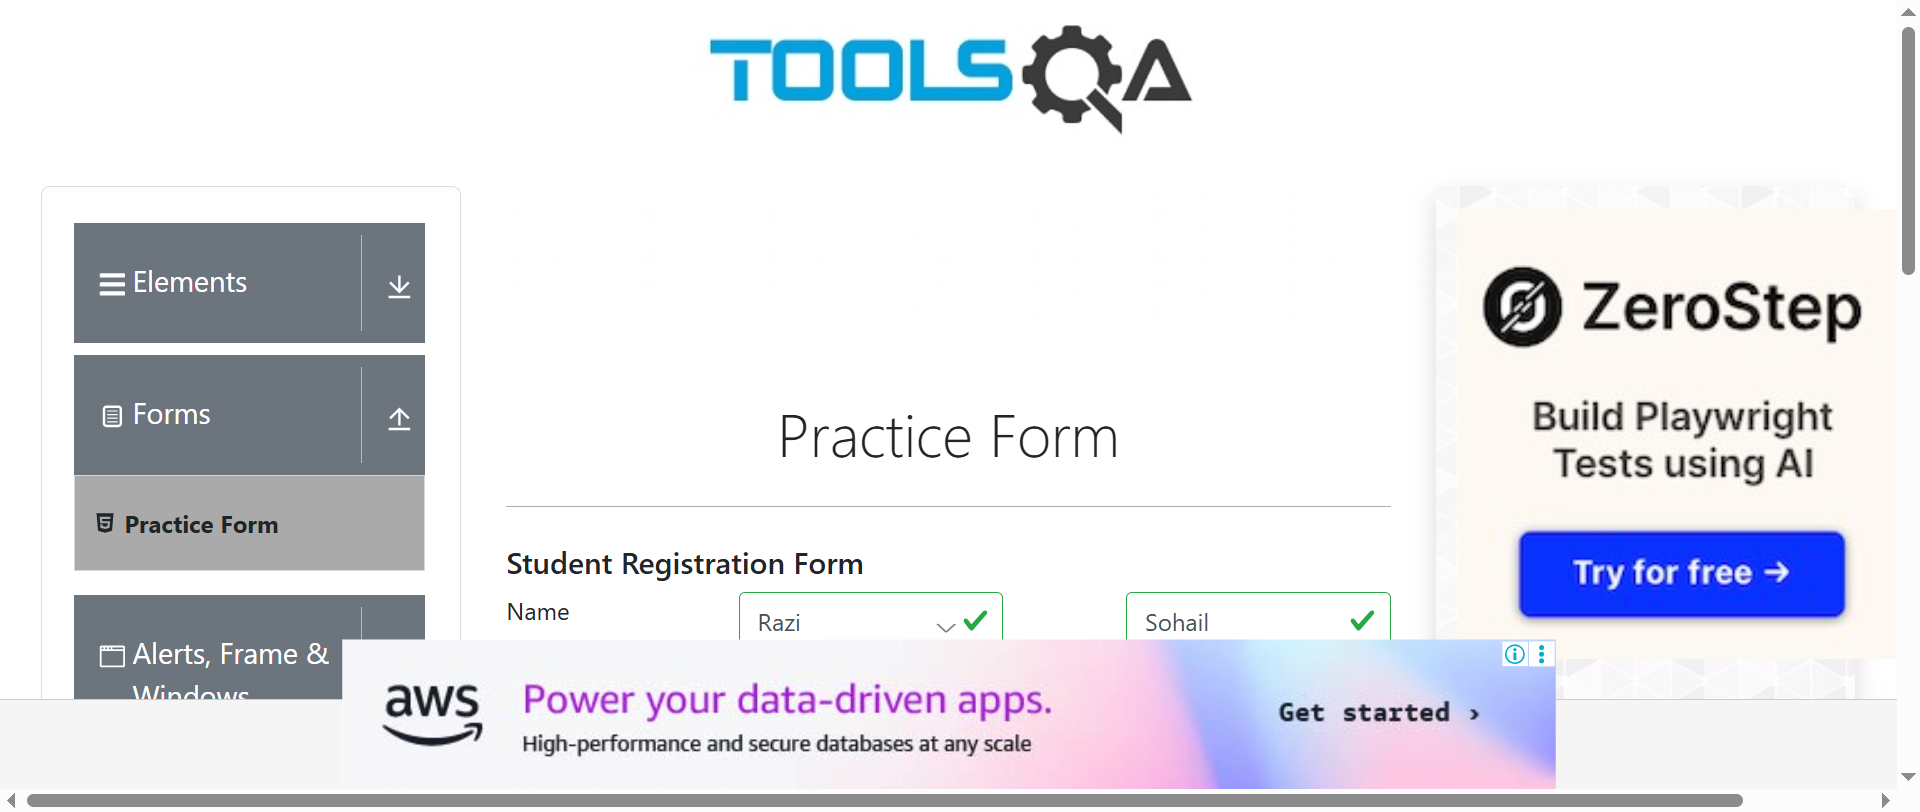 TOOLSQA
Elements
Forms
Practice Form
Alerts, Frame &
Windows
Practice Form
Student Registration Form
Name
Razi
Sohail
ZeroStep
Build Playwright
Tests using AI
Try for free →
aws
Power your data-driven apps.
High-performance and secure databases at any scale
Get started ›